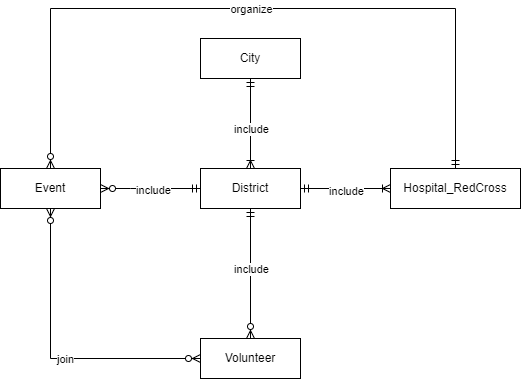 organize
City
include
Event
include
District
include
Hospital_RedCross
include
join
Volunteer